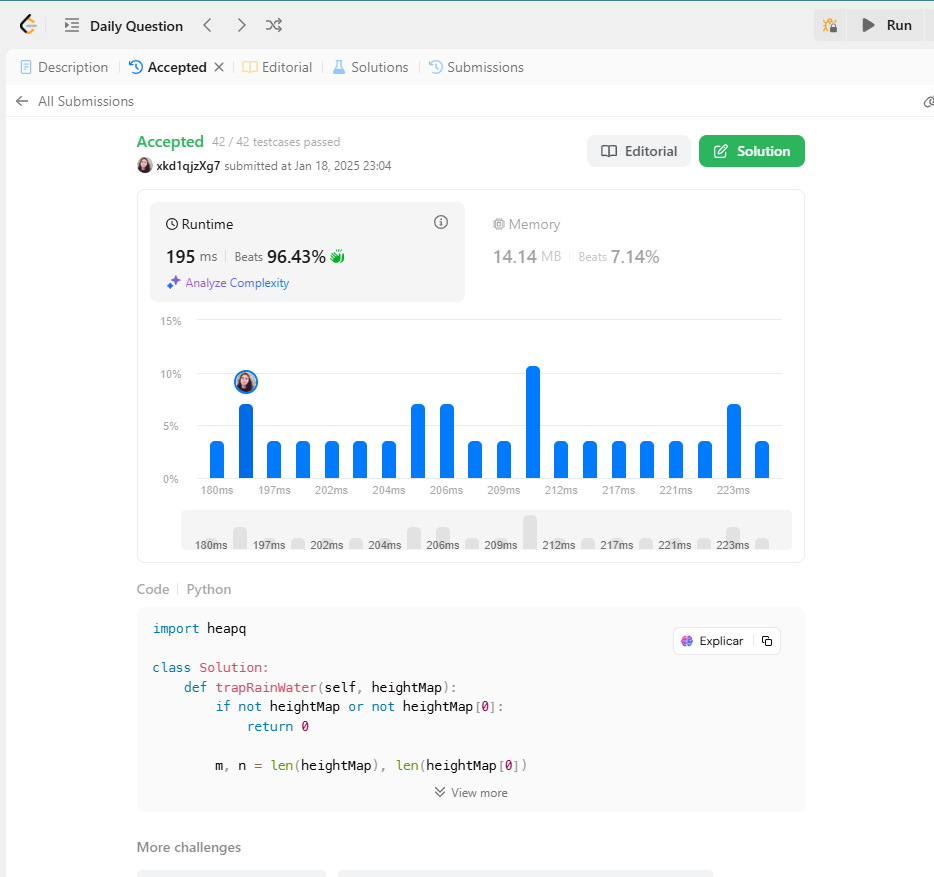 Daily Question
Run
Description
Accepted
Editorial
Solutions
Submissions
All Submissions
Accepted 42 / 42 testcases passed
xkd1qjzXg7 submitted at Jan 18, 2025 23:04
Editorial
Solution
Runtime
195 ms Beats 96.43%
Analyze Complexity
Memory
14.14 MB Beats 7.14%
15%
10%
5%
0%
180ms 197ms 202ms 204ms 206ms 209ms 212ms 217ms 221ms 223ms
180ms 197ms 202ms 204ms 206ms 209ms 212ms 217ms 221ms 223ms
Code Python
Explicar
import heapq
class Solution:
def trapRainWater(self, heightMap):
if not heightMap or not heightMap[0]:
return 0
m, n = len(heightMap), len(heightMap[0])
View more
More challenges